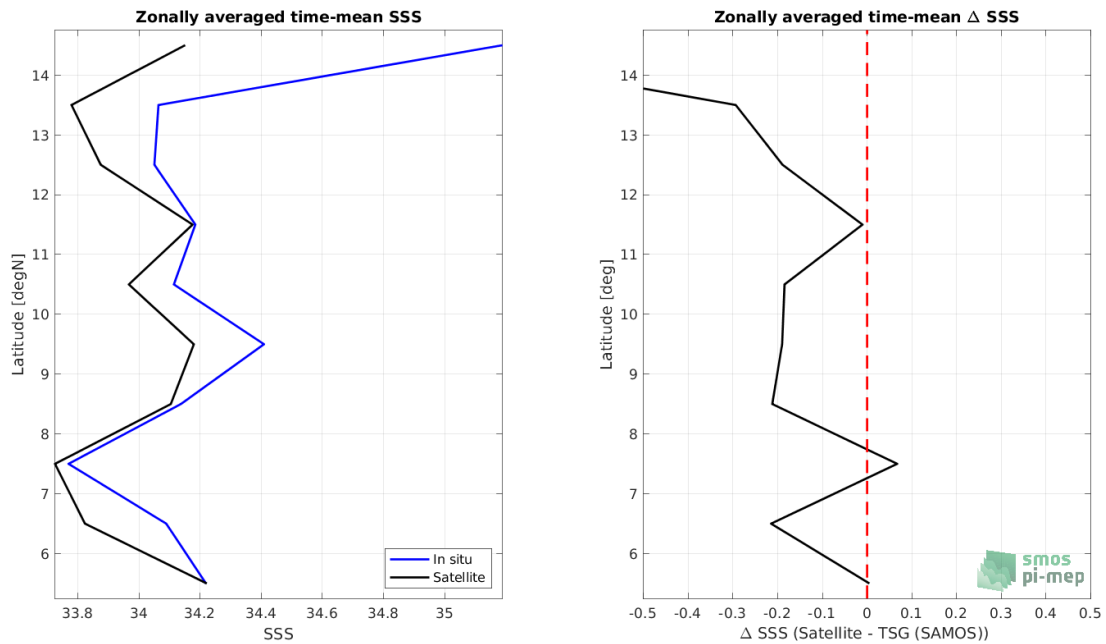 Zonally averaged time-mean SSS
14
13
12
11
10
9
8
7
6
Latitude [degN]
33.8 34 34.2 34.4 34.6 34.8 35
SSS
In situ
Satellite
Zonally averaged time-mean Δ SSS
14
13
12
11
10
9
8
7
6
Latitude [deg]
-0.5 -0.4 -0.3 -0.2 -0.1 0 0.1 0.2 0.3 0.4 0.5
Δ SSS (Satellite - TSG (SAMOS))
smos
pi-mep